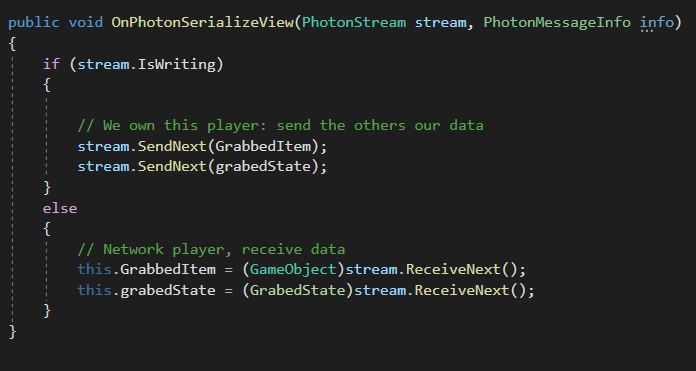 public void OnPhotonSerializeView(PhotonStream stream, PhotonMessageInfo info)
{
if (stream.IsWriting)
{
// We own this player: send the others our data
stream.SendNext(GrabbedItem);
stream.SendNext(grabedState);
}
else
{
// Network player, receive data
this.GrabbedItem = (GameObject)stream.ReceiveNext();
this.grabedState = (GrabedState)stream.ReceiveNext();
}
}